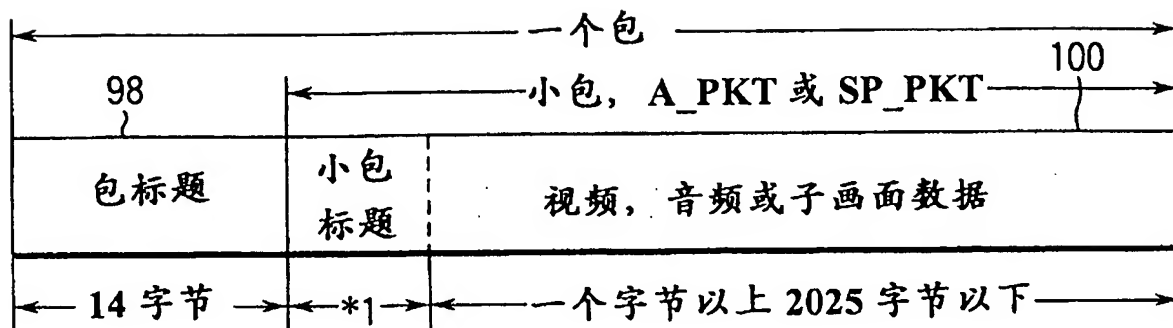 一个包
98
100
小包, A_PKT 或 SP_PKT
包标题
小包
标题
视频, 音频或子画面数据
14 字节
*1
一个字节以上 2025 字节以下